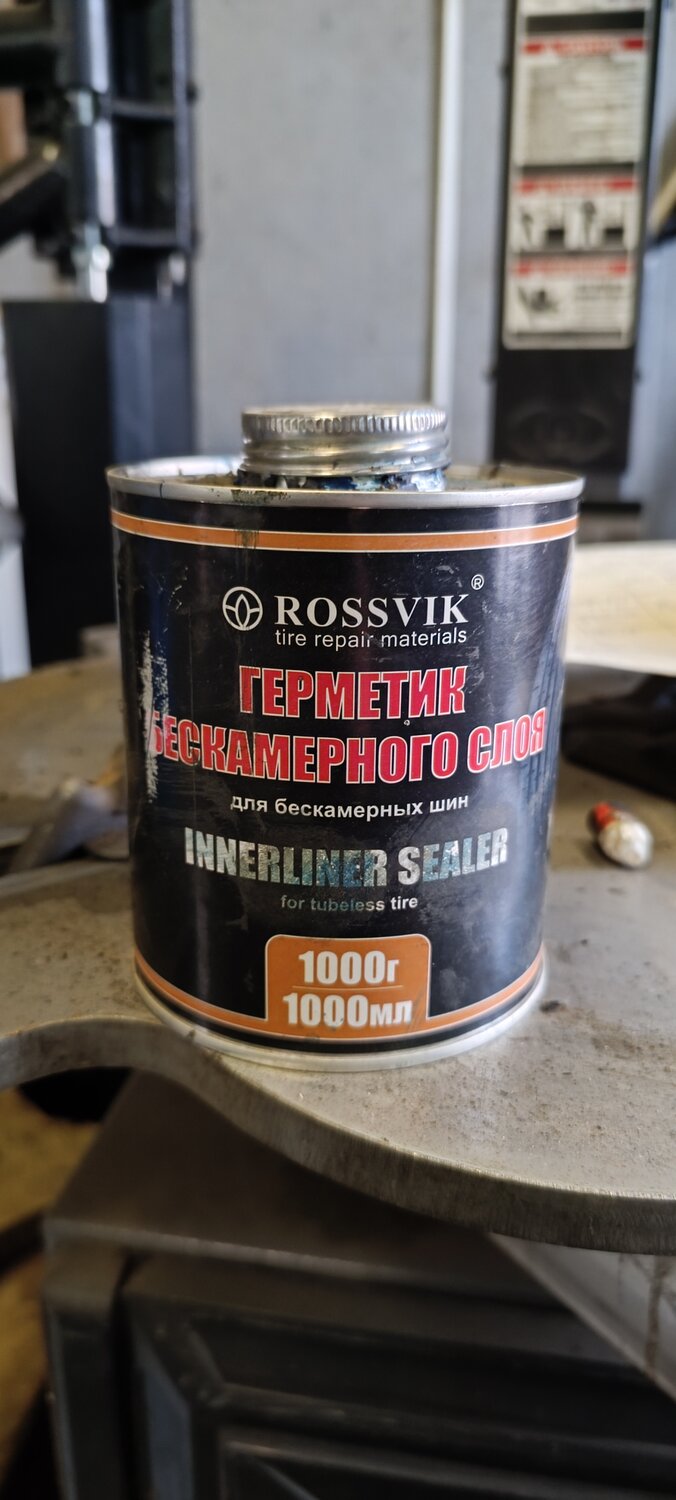 ROSSVIK®
tire repair materials
ГЕРМЕТИК
БЕСКАМЕРНОГО СЛОЯ
для бескамерных шин
INNERLINER SEALER
for tubeless tire
1000г
1000мл